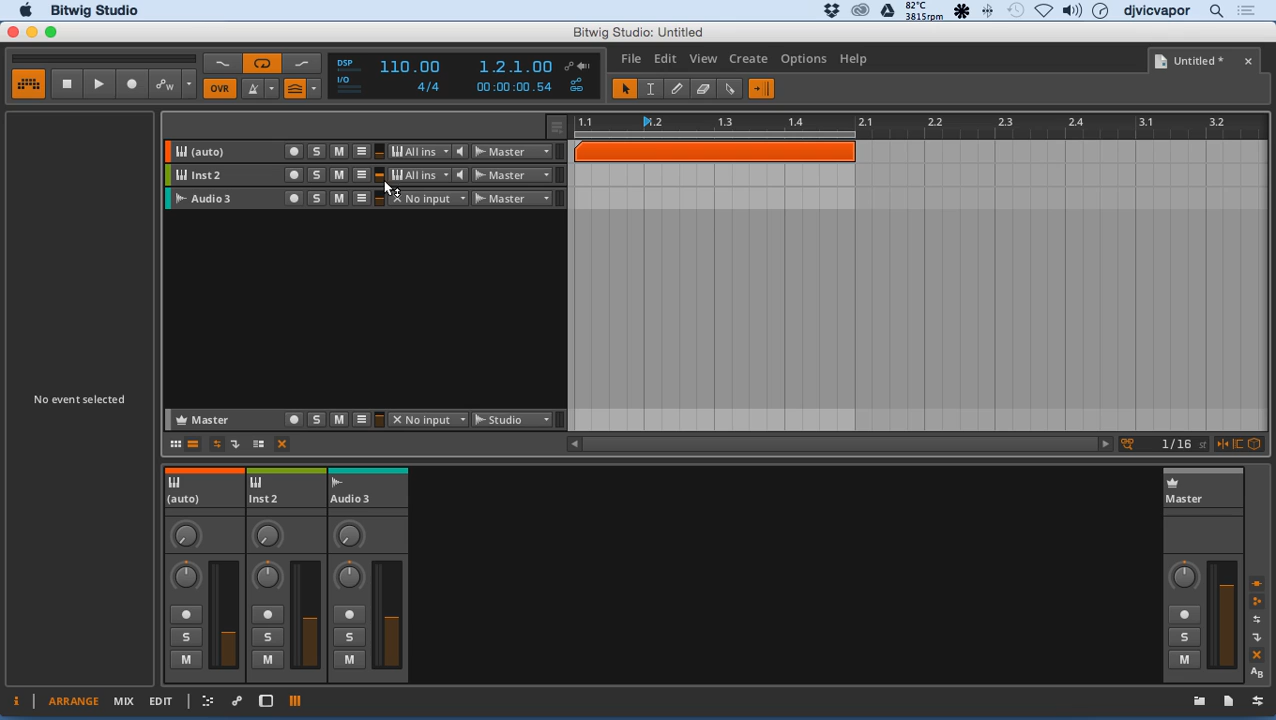 Bitwig Studio
82°C
3815rpm
djvicvapor
Bitwig Studio: Untitled
DSP
I/O
110.00
4/4
1.2.1.00
00:00:00.54
OVR
File Edit View Create Options Help
Untitled *
1.1 1.2 1.3 1.4 2.1 2.2 2.3 2.4 3.1 3.2
(auto) S M All ins Master
Inst 2 S M All ins Master
Audio 3 S M No input Master
No event selected
Master S M No input Studio
1/16 st
(auto) Inst 2 Audio 3 Master
S S S S
M M M M
AB
i ARRANGE MIX EDIT